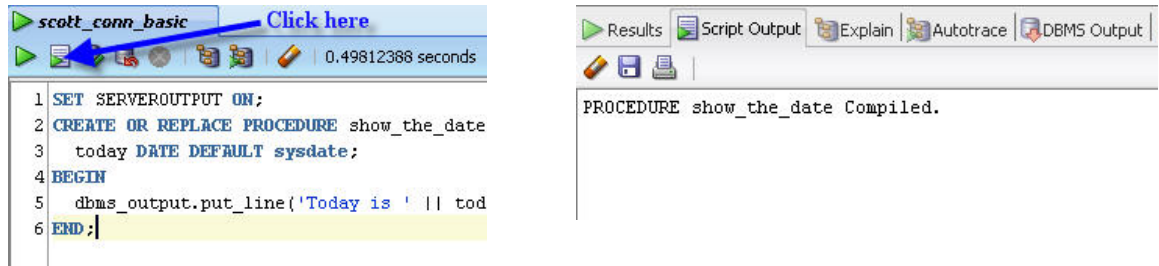 scott_conn_basic
Click here
0.49812388 seconds
1 SET SERVEROUTPUT ON;
2 CREATE OR REPLACE PROCEDURE show_the_date
3 today DATE DEFAULT sysdate;
4 BEGIN
5 dbms_output.put_line('Today is ' || tod
6 END;
Results Script Output Explain Autotrace DBMS Output
PROCEDURE show_the_date Compiled.